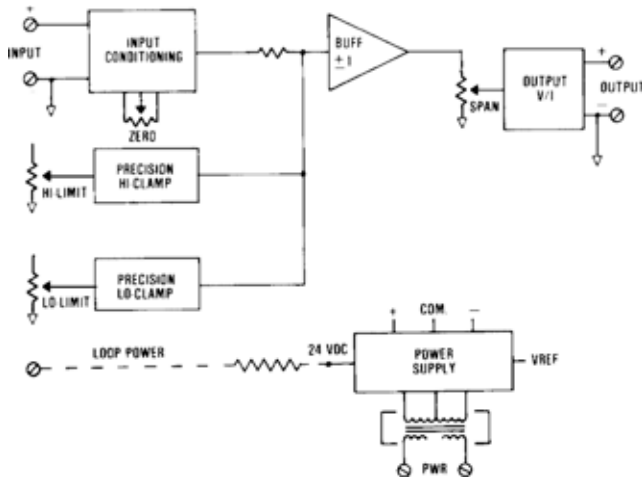 +
INPUT
INPUT
CONDITIONING
ZERO
BUFF
± 1
SPAN
OUTPUT
V/I
+
OUTPUT
−
HI-LIMIT
PRECISION
HI-CLAMP
LO-LIMIT
PRECISION
LO-CLAMP
LOOP POWER
24 VDC
+ COM. −
POWER
SUPPLY
VREF
PWR